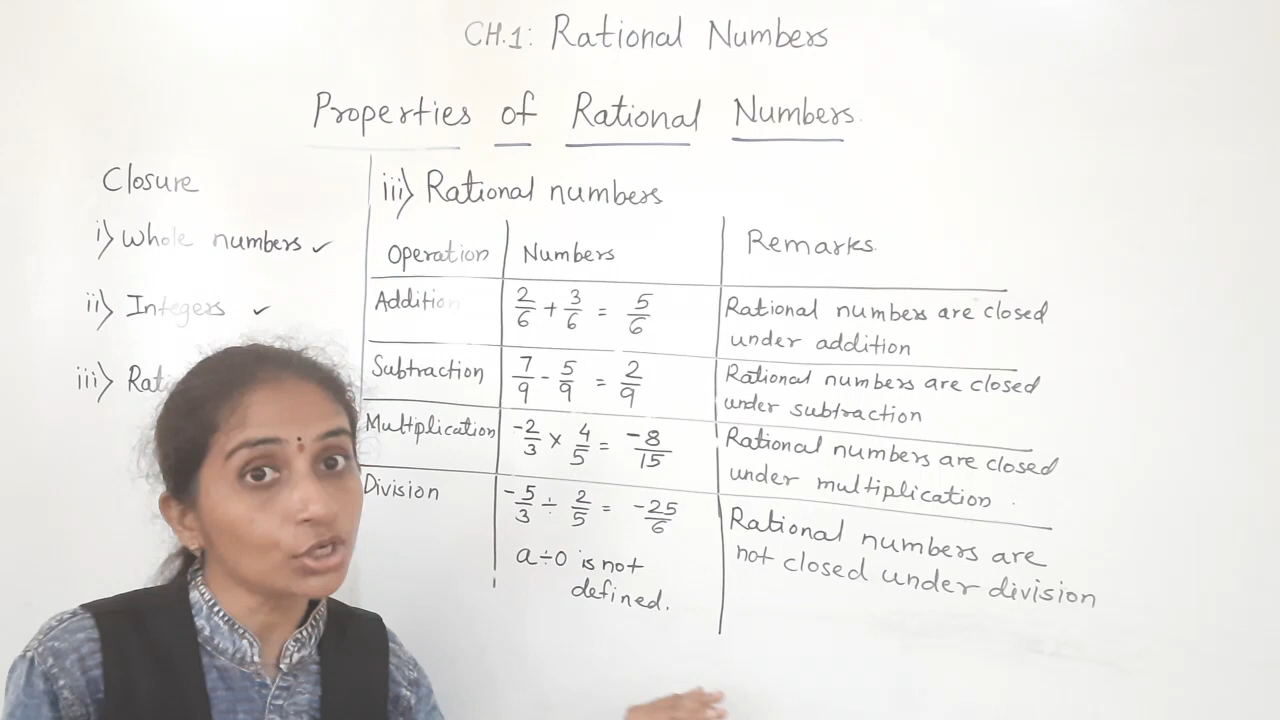 CH.1: Rational Numbers
Properties of Rational Numbers.
Closure
i) Whole numbers ✓
ii) Integers ✓
iii) Rati
iii) Rational numbers
Operation Numbers Remarks.
Addition 2/6 + 3/6 = 5/6 Rational numbers are closed
under addition
Subtraction 7/9 - 5/9 = 2/9 Rational numbers are closed
under subtraction
Multiplication -2/3 × 4/5 = -8/15 Rational numbers are closed
under multiplication.
Division -5/3 ÷ 2/5 = -25/6 Rational numbers are
not closed under division
a÷0 is not
defined.